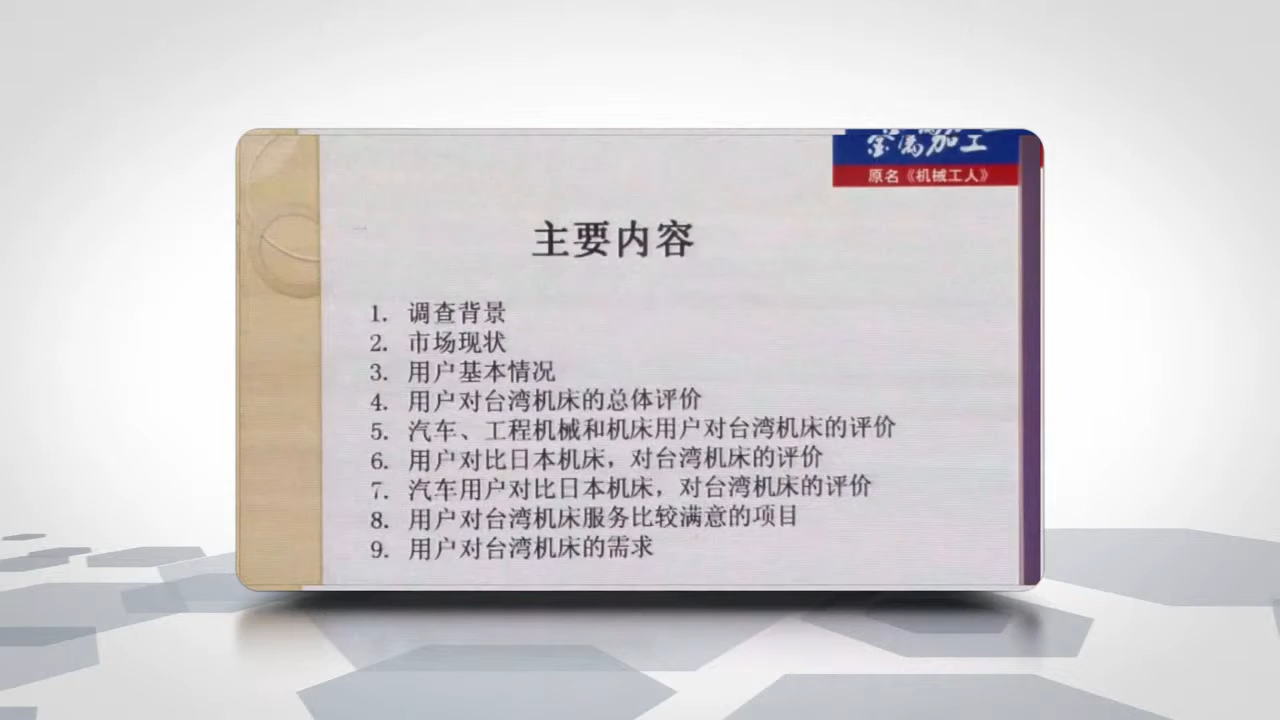 金属加工
原名《机械工人》
主要内容
1. 调查背景
2. 市场现状
3. 用户基本情况
4. 用户对台湾机床的总体评价
5. 汽车、工程机械和机床用户对台湾机床的评价
6. 用户对比日本机床，对台湾机床的评价
7. 汽车用户对比日本机床，对台湾机床的评价
8. 用户对台湾机床服务比较满意的项目
9. 用户对台湾机床的需求